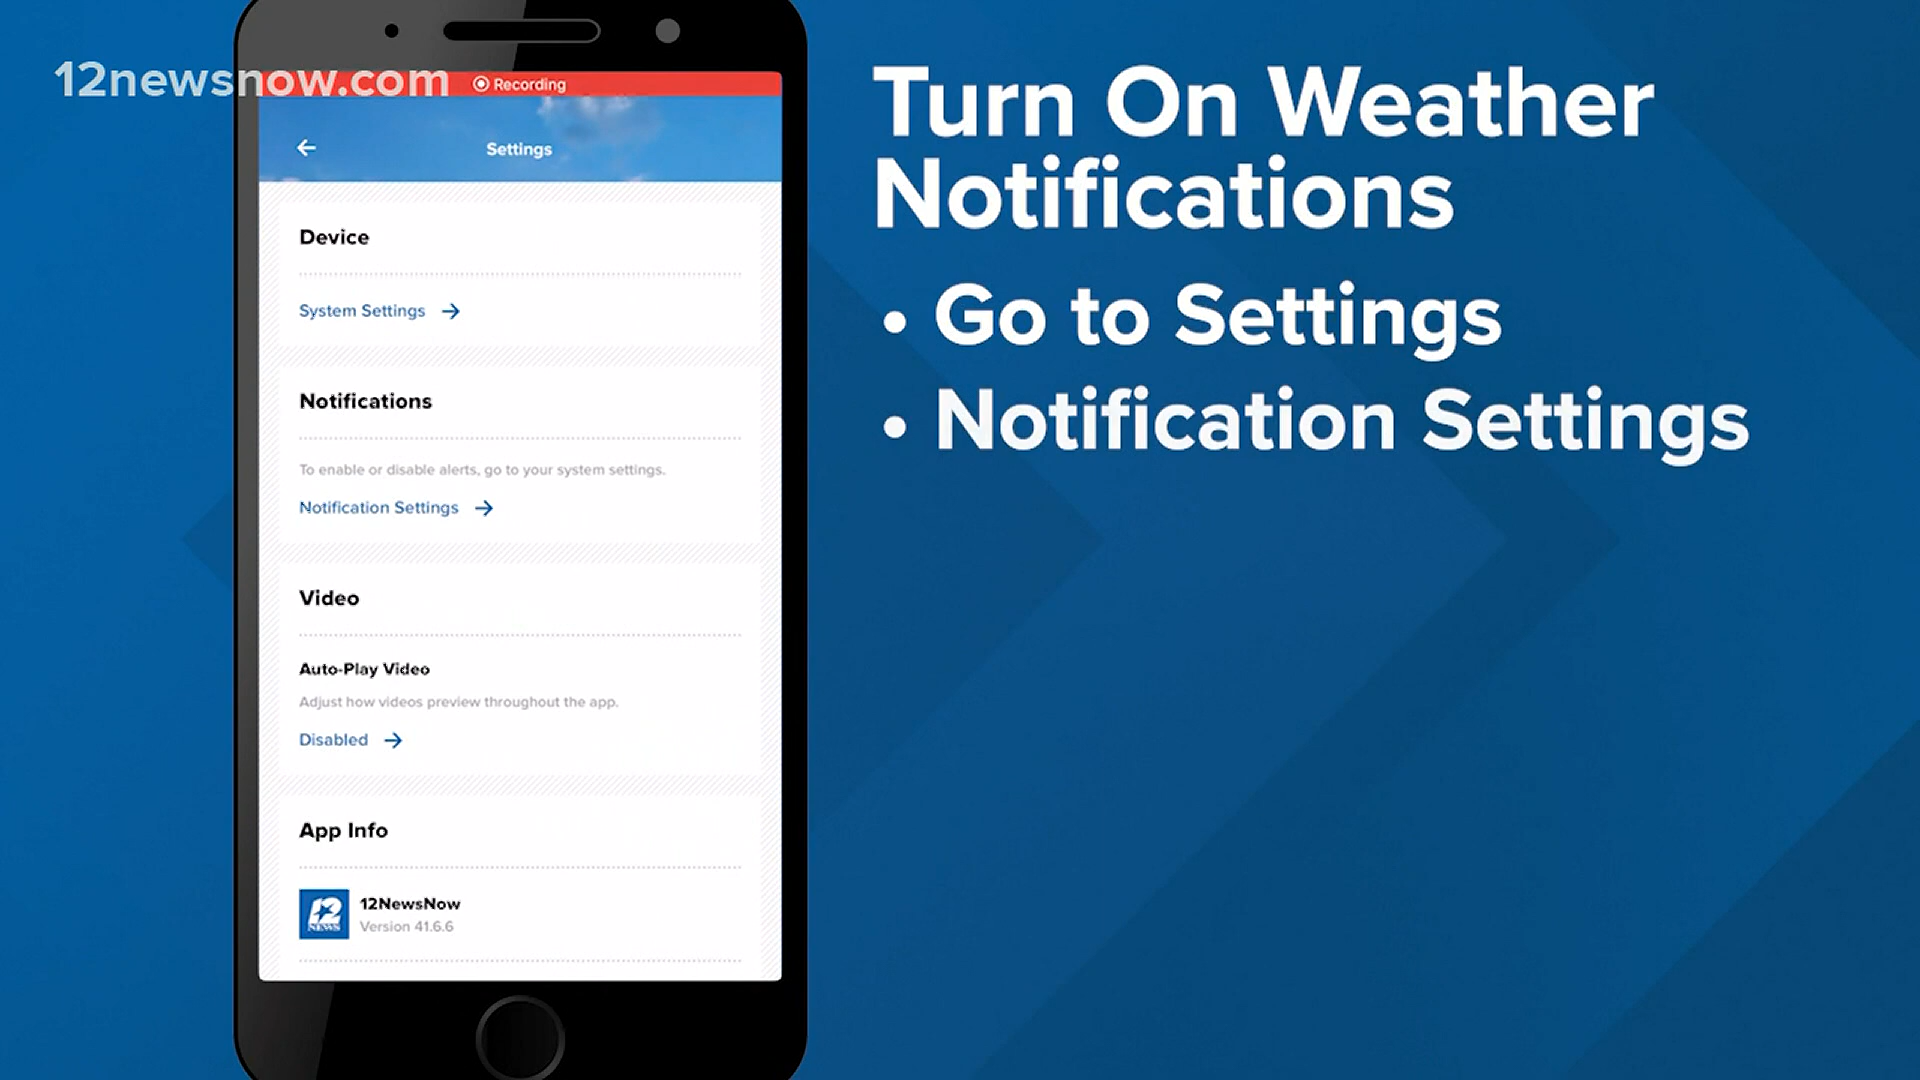 12newsnow.com
Recording
Settings
Device
System Settings
Notifications
To enable or disable alerts, go to your system settings.
Notification Settings
Video
Auto-Play Video
Adjust how videos preview throughout the app.
Disabled
App Info
12
12NewsNow
Version 41.6.6
Turn On Weather
Notifications
• Go to Settings
• Notification Settings